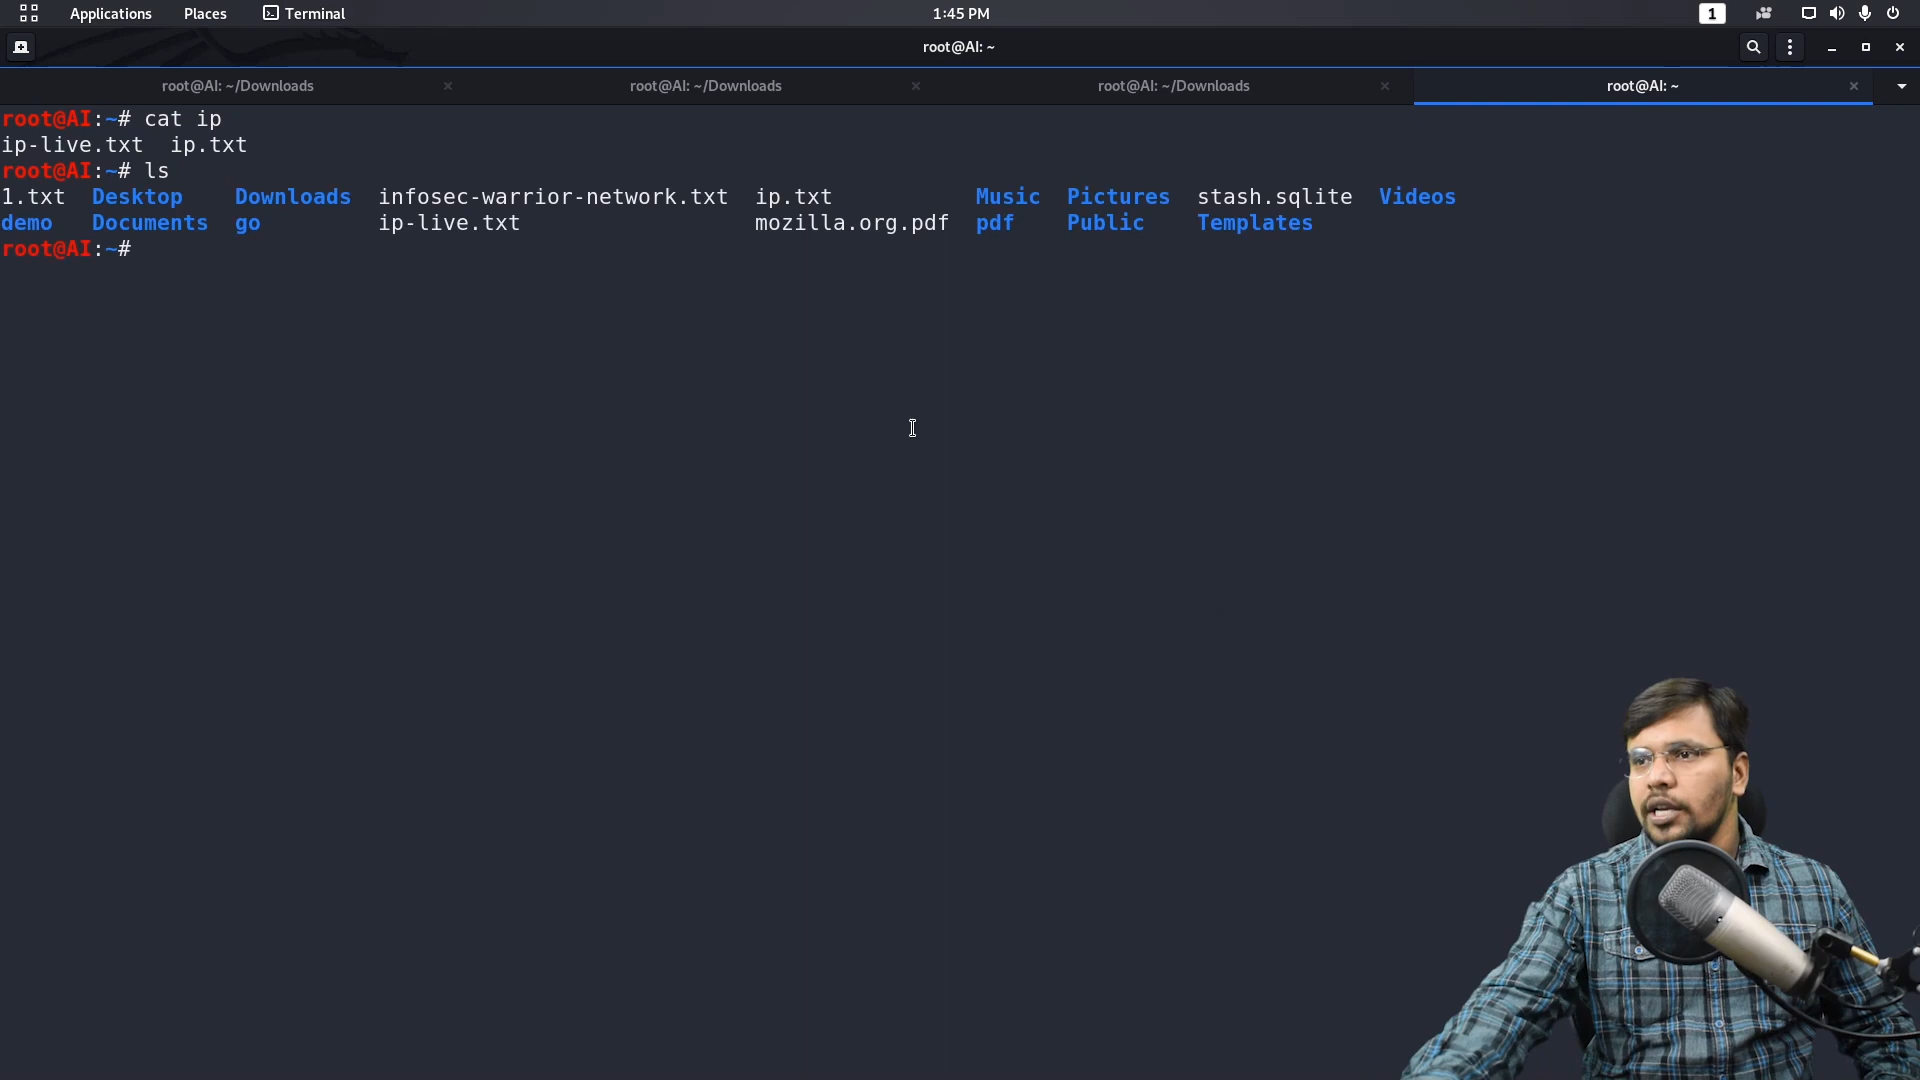 Applications Places Terminal 1:45 PM 1
root@AI: ~
root@AI: ~/Downloads root@AI: ~/Downloads root@AI: ~/Downloads root@AI: ~
root@AI:~# cat ip
ip-live.txt ip.txt
root@AI:~# ls
1.txt Desktop Downloads infosec-warrior-network.txt ip.txt Music Pictures stash.sqlite Videos
demo Documents go ip-live.txt mozilla.org.pdf pdf Public Templates
root@AI:~#